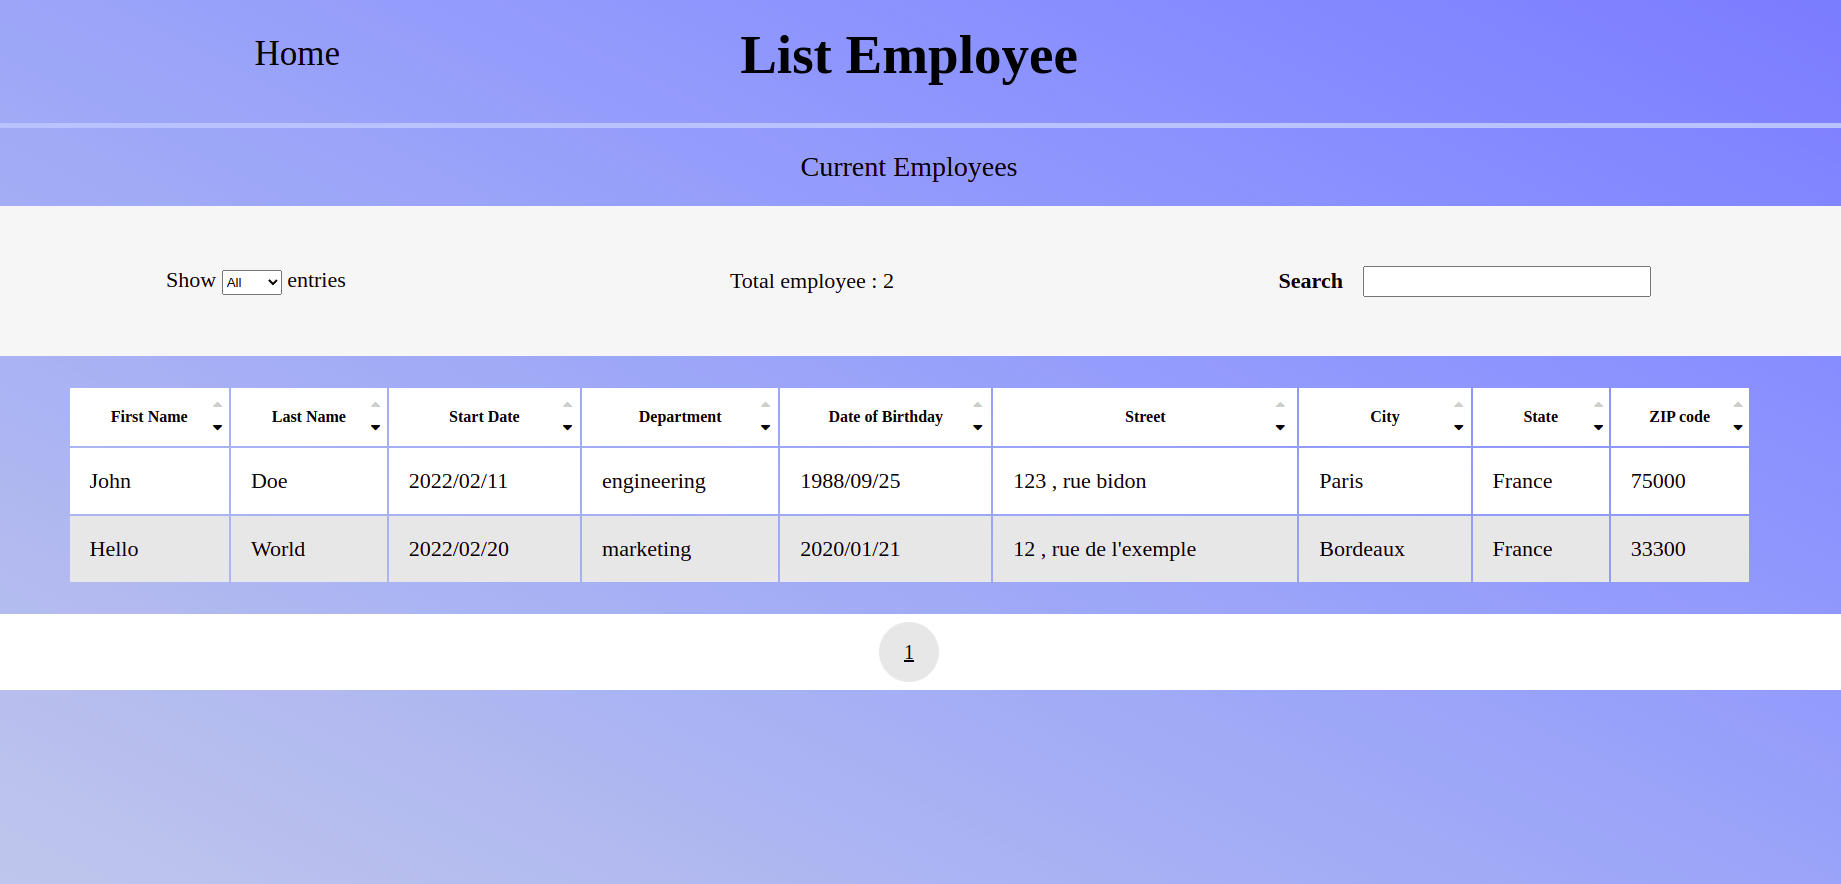 Home List Employee
Current Employees
Show All entries Total employee : 2 Search
First Name Last Name Start Date Department Date of Birthday Street City State ZIP code
John Doe 2022/02/11 engineering 1988/09/25 123 , rue bidon Paris France 75000
Hello World 2022/02/20 marketing 2020/01/21 12 , rue de l'exemple Bordeaux France 33300
1